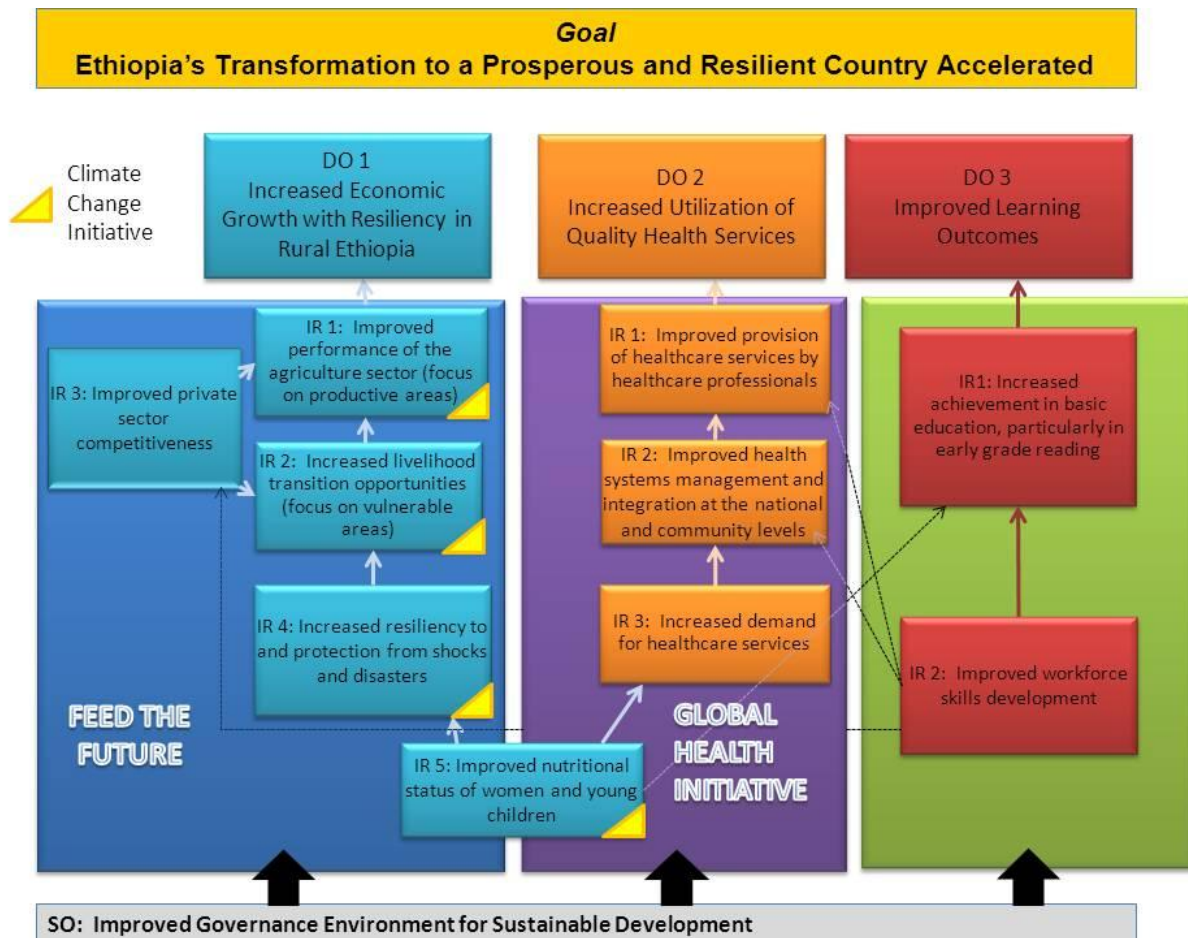 Goal
Ethiopia’s Transformation to a Prosperous and Resilient Country Accelerated
Climate
Change
Initiative
DO 1
Increased Economic
Growth with Resiliency in
Rural Ethiopia
DO 2
Increased Utilization of
Quality Health Services
DO 3
Improved Learning
Outcomes
IR 3: Improved private
sector
competitiveness
IR 1: Improved
performance of the
agriculture sector (focus
on productive areas)
IR 2: Increased livelihood
transition opportunities
(focus on vulnerable
areas)
IR 4: Increased resiliency to
and protection from shocks
and disasters
FEED THE
FUTURE
IR 5: Improved nutritional
status of women and young
children
IR 1: Improved provision
of healthcare services by
healthcare professionals
IR 2: Improved health
systems management and
integration at the national
and community levels
IR 3: Increased demand
for healthcare services
GLOBAL
HEALTH
INITIATIVE
IR1: Increased
achievement in basic
education, particularly in
early grade reading
IR 2: Improved workforce
skills development
SO: Improved Governance Environment for Sustainable Development